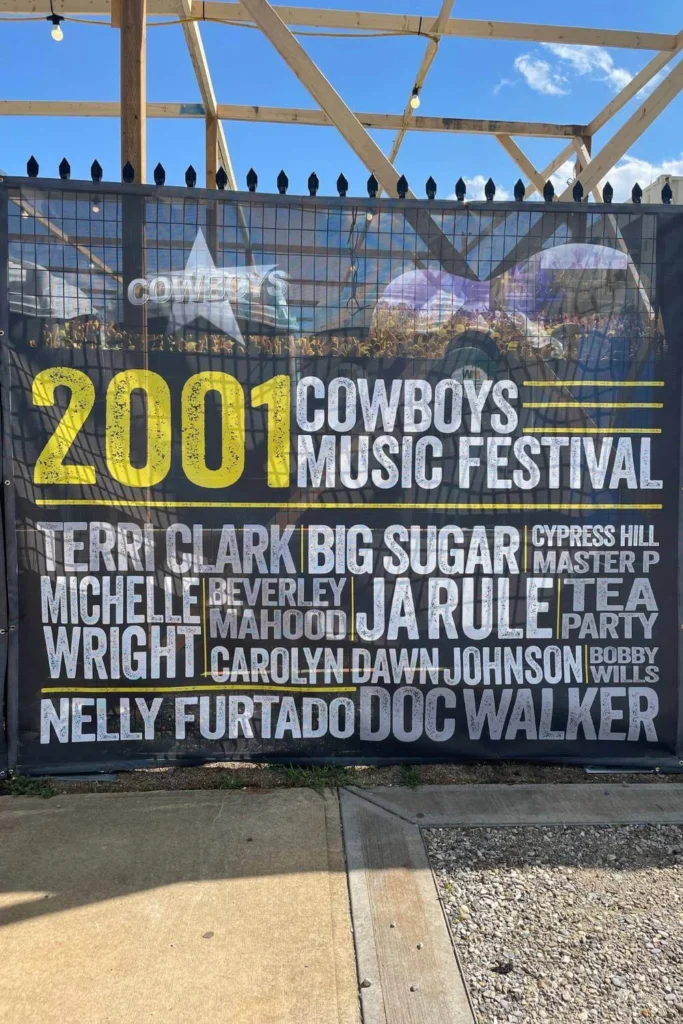 COWBOYS
2001 COWBOYS
MUSIC FESTIVAL
TERRI CLARK BIG SUGAR CYPRESS HILL
MASTER P
MICHELLE WRIGHT BEVERLEY MAHOOD JA RULE TEA PARTY
CAROLYN DAWN JOHNSON BOBBY WILLS
NELLY FURTADO DOC WALKER